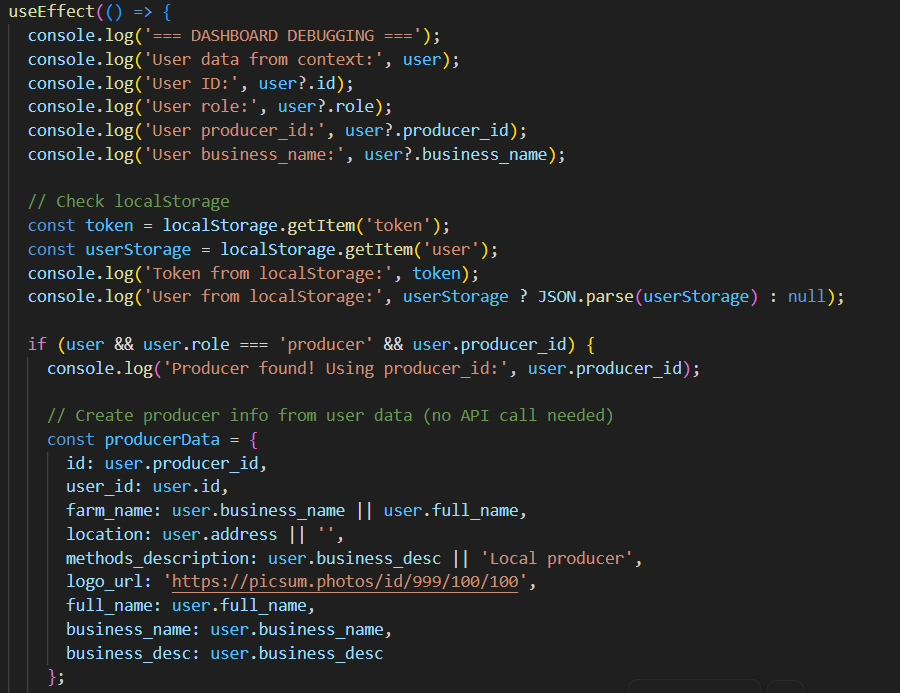 useEffect(() => {
console.log('=== DASHBOARD DEBUGGING ===');
console.log('User data from context:', user);
console.log('User ID:', user?.id);
console.log('User role:', user?.role);
console.log('User producer_id:', user?.producer_id);
console.log('User business_name:', user?.business_name);
// Check localStorage
const token = localStorage.getItem('token');
const userStorage = localStorage.getItem('user');
console.log('Token from localStorage:', token);
console.log('User from localStorage:', userStorage ? JSON.parse(userStorage) : null);
if (user && user.role === 'producer' && user.producer_id) {
console.log('Producer found! Using producer_id:', user.producer_id);
// Create producer info from user data (no API call needed)
const producerData = {
id: user.producer_id,
user_id: user.id,
farm_name: user.business_name || user.full_name,
location: user.address || '',
methods_description: user.business_desc || 'Local producer',
logo_url: 'https://picsum.photos/id/999/100/100',
full_name: user.full_name,
business_name: user.business_name,
business_desc: user.business_desc
};